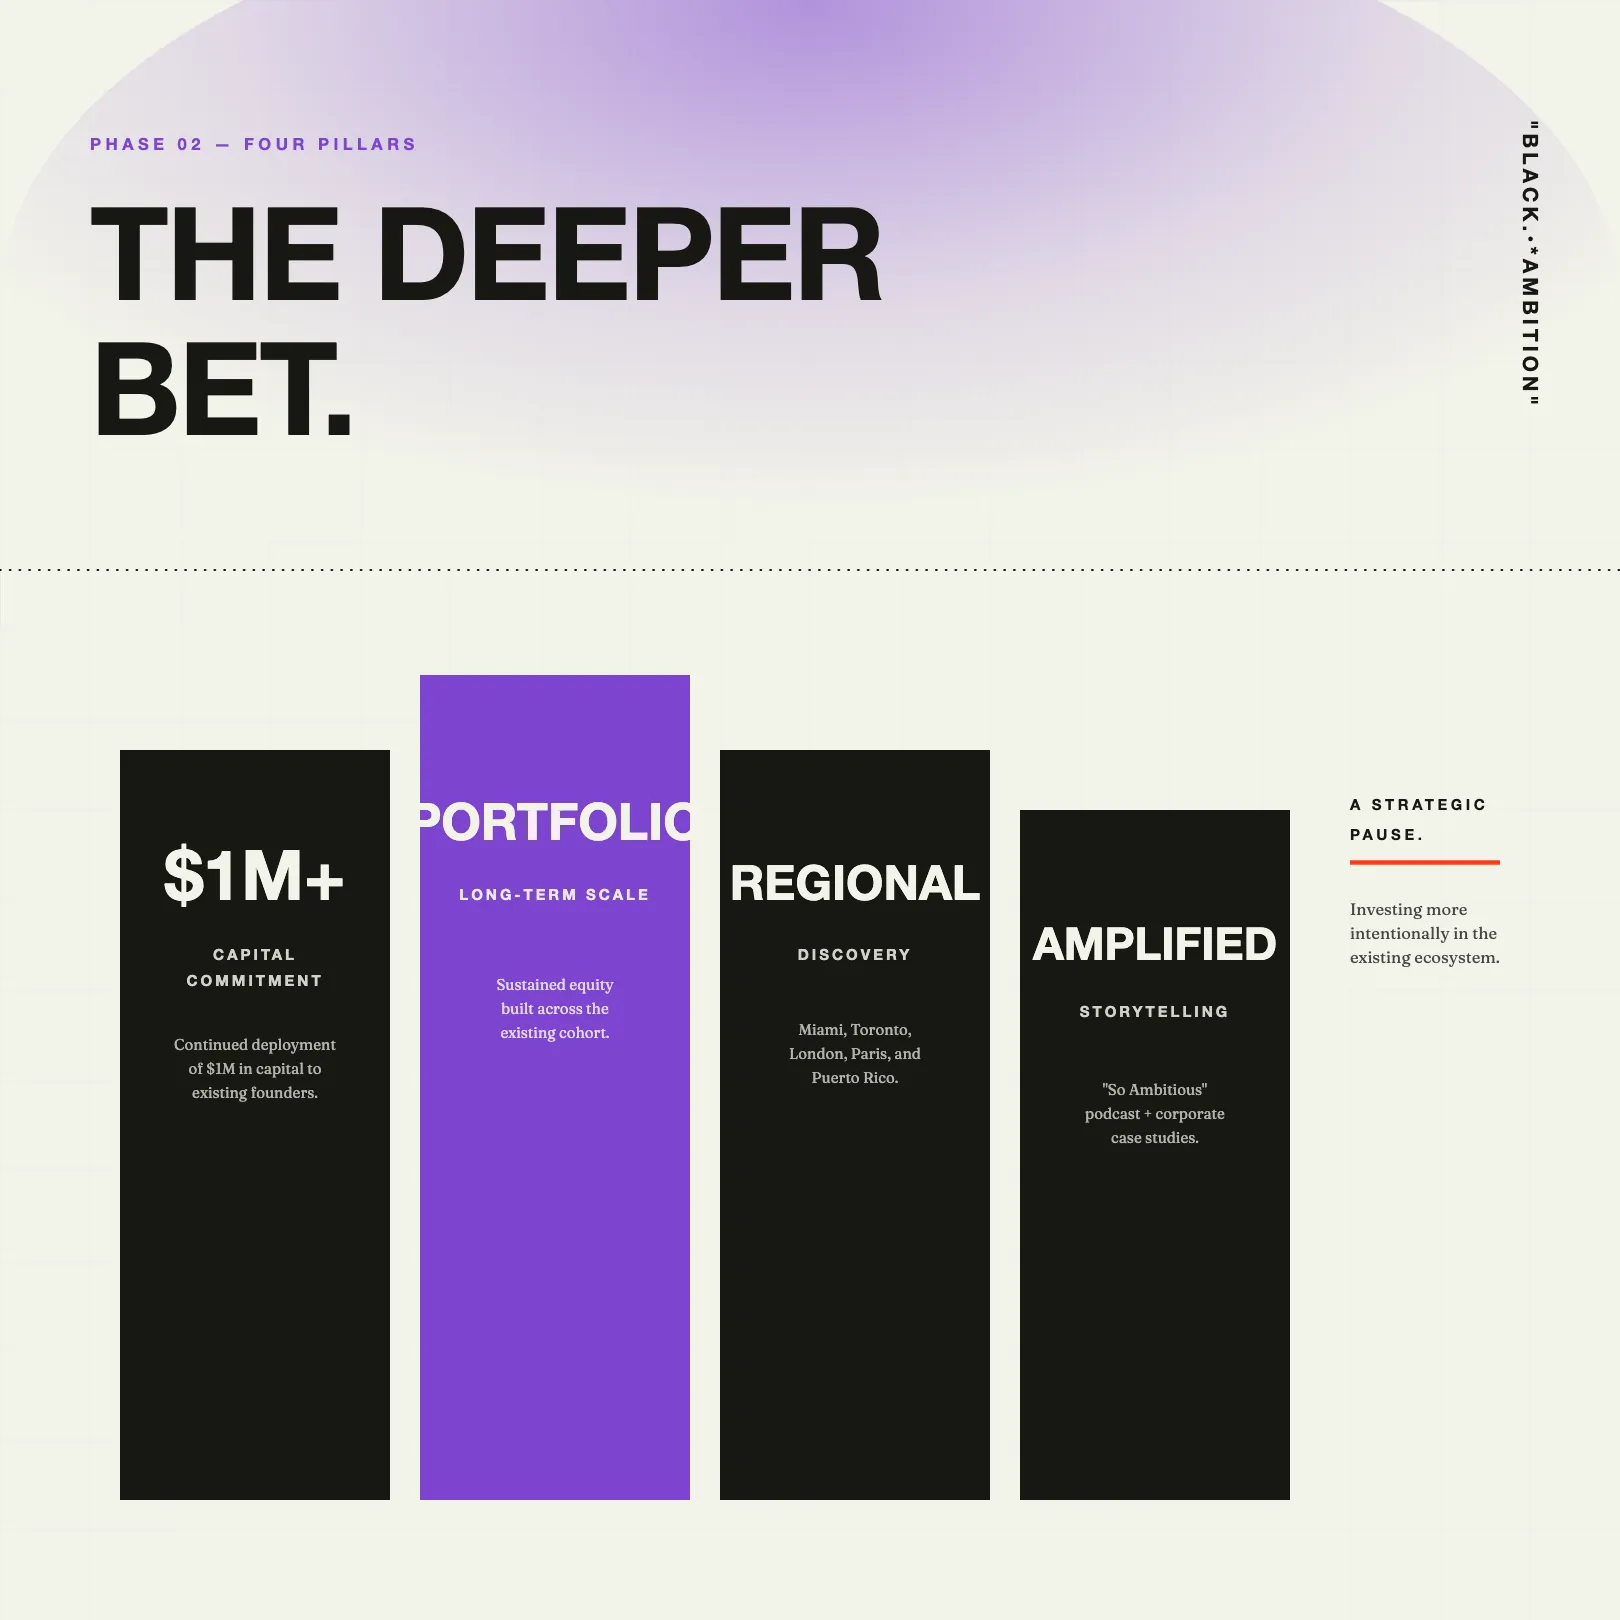 PHASE 02 — FOUR PILLARS
THE DEEPER
BET.
"BLACK.·*AMBITION"
$1M+
CAPITAL
COMMITMENT
Continued deployment
of $1M in capital to
existing founders.
PORTFOLIO
LONG-TERM SCALE
Sustained equity
built across the
existing cohort.
REGIONAL
DISCOVERY
Miami, Toronto,
London, Paris, and
Puerto Rico.
AMPLIFIED
STORYTELLING
"So Ambitious"
podcast + corporate
case studies.
A STRATEGIC
PAUSE.
Investing more
intentionally in the
existing ecosystem.